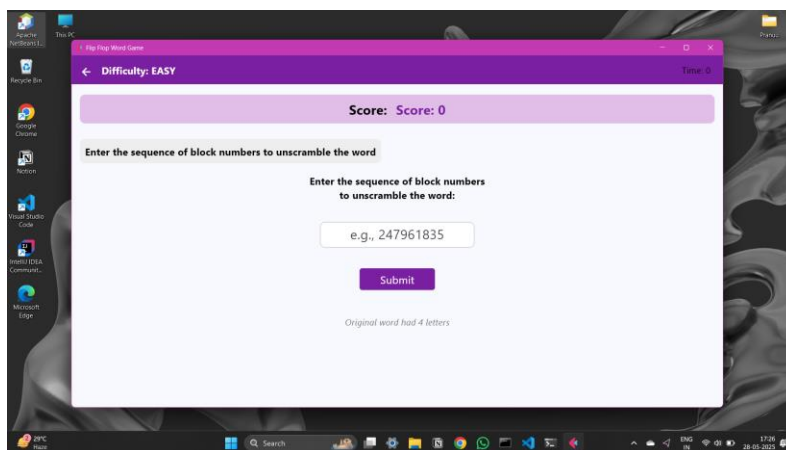 Apache
NetBeans I...
This PC
Recycle Bin
Google
Chrome
Notion
Visual Studio
Code
IntelliJ IDEA
Communit...
Microsoft
Edge
Flip Flop Word Game
Difficulty: EASY
Time: 0
Score: Score: 0
Enter the sequence of block numbers to unscramble the word
Enter the sequence of block numbers
to unscramble the word:
e.g., 247961835
Submit
Original word had 4 letters
29°C
Haze
Search
ENG
IN
17:26
28-05-2025